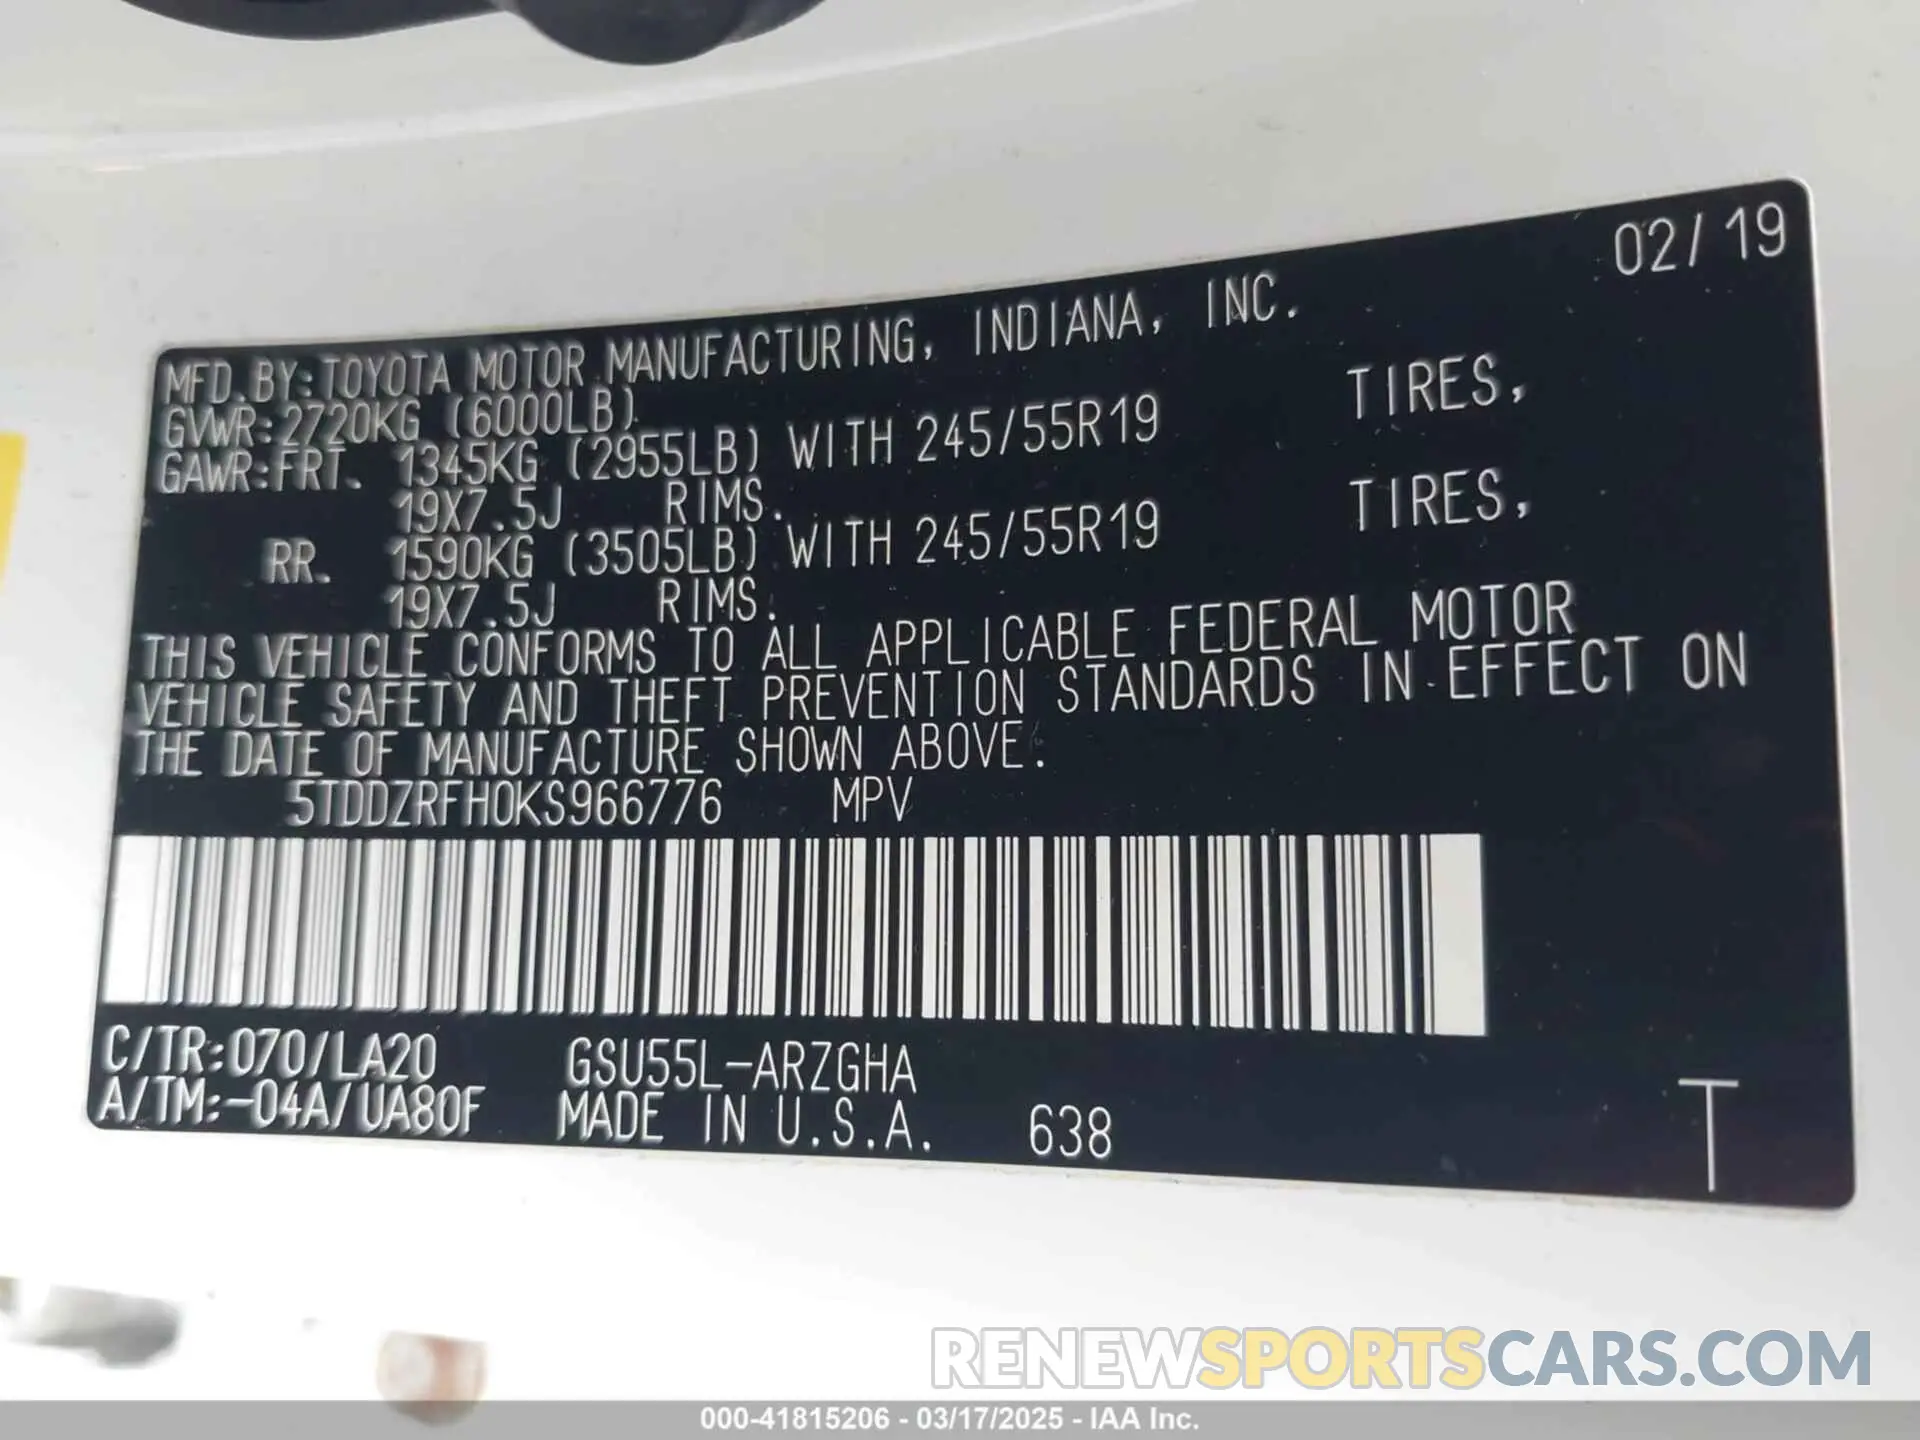 02/19
MFD.BY:TOYOTA MOTOR MANUFACTURING, INDIANA, INC.
GVWR:2720KG (6000LB)
GAWR:FRT. 1345KG (2955LB) WITH 245/55R19 TIRES,
19X7.5J RIMS.
RR. 1590KG (3505LB) WITH 245/55R19 TIRES,
19X7.5J RIMS.
THIS VEHICLE CONFORMS TO ALL APPLICABLE FEDERAL MOTOR
VEHICLE SAFETY AND THEFT PREVENTION STANDARDS IN EFFECT ON
THE DATE OF MANUFACTURE SHOWN ABOVE.
5TDDZRFH0KS966776 MPV
C/TR:070/LA20 GSU55L-ARZGHA
A/TM:-04A/UA80F MADE IN U.S.A. 638
T
RENEWSPORTSCARS.COM
000-41815206 - 03/17/2025 - IAA Inc.